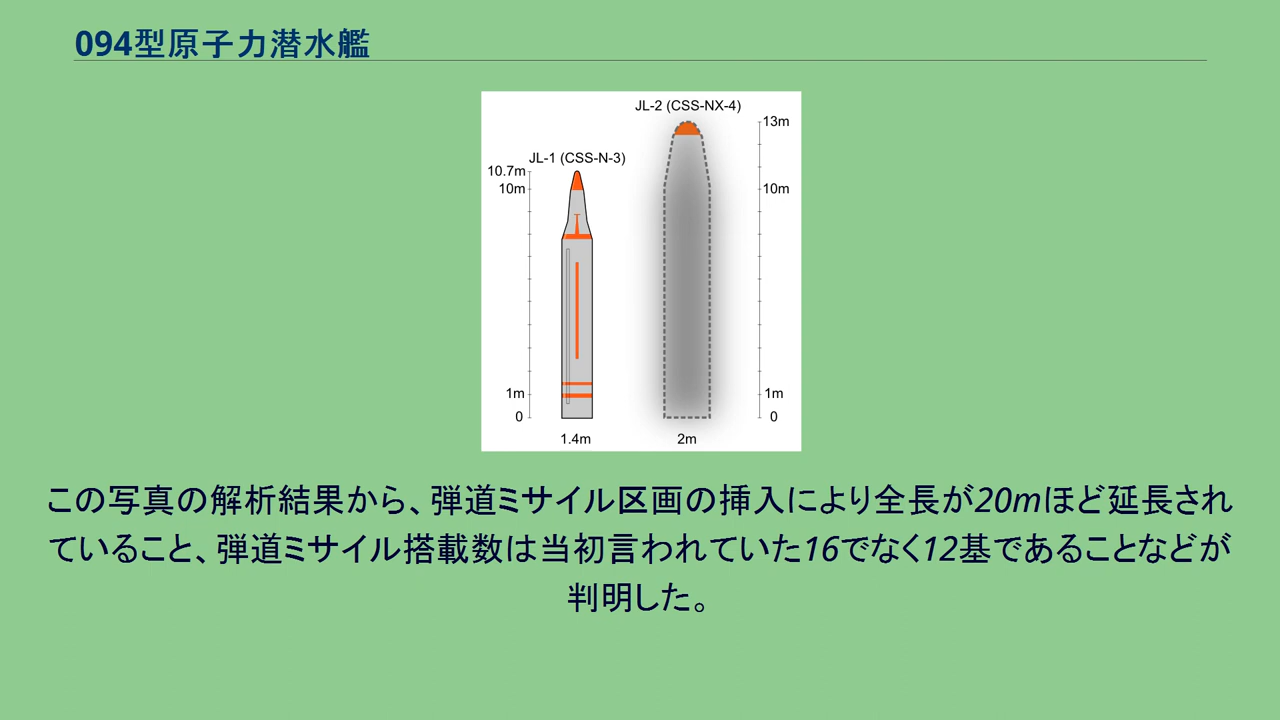 094型原子力潜水艦
JL-2 (CSS-NX-4)
13m
JL-1 (CSS-N-3)
10.7m
10m
10m
1m
1m
0
0
1.4m
2m
この写真の解析結果から、弾道ミサイル区画の挿入により全長が20mほど延長され
ていること、弾道ミサイル搭載数は当初言われていた16でなく12基であることなどが
判明した。